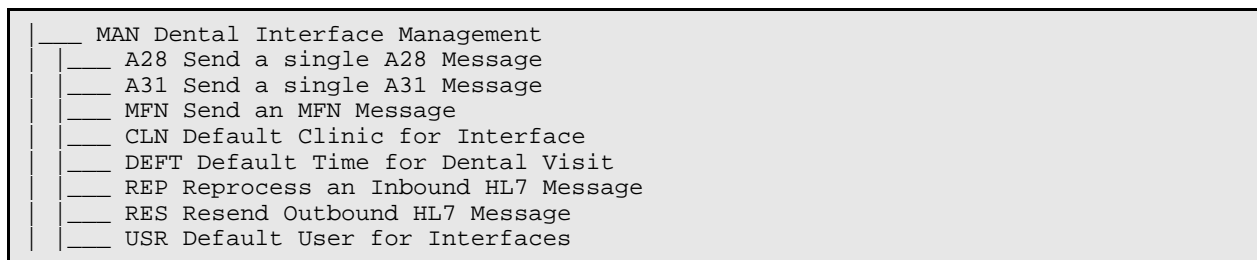 |___ MAN Dental Interface Management
| |___ A28 Send a single A28 Message
| |___ A31 Send a single A31 Message
| |___ MFN Send an MFN Message
| |___ CLN Default Clinic for Interface
| |___ DEFT Default Time for Dental Visit
| |___ REP Reprocess an Inbound HL7 Message
| |___ RES Resend Outbound HL7 Message
| |___ USR Default User for Interfaces